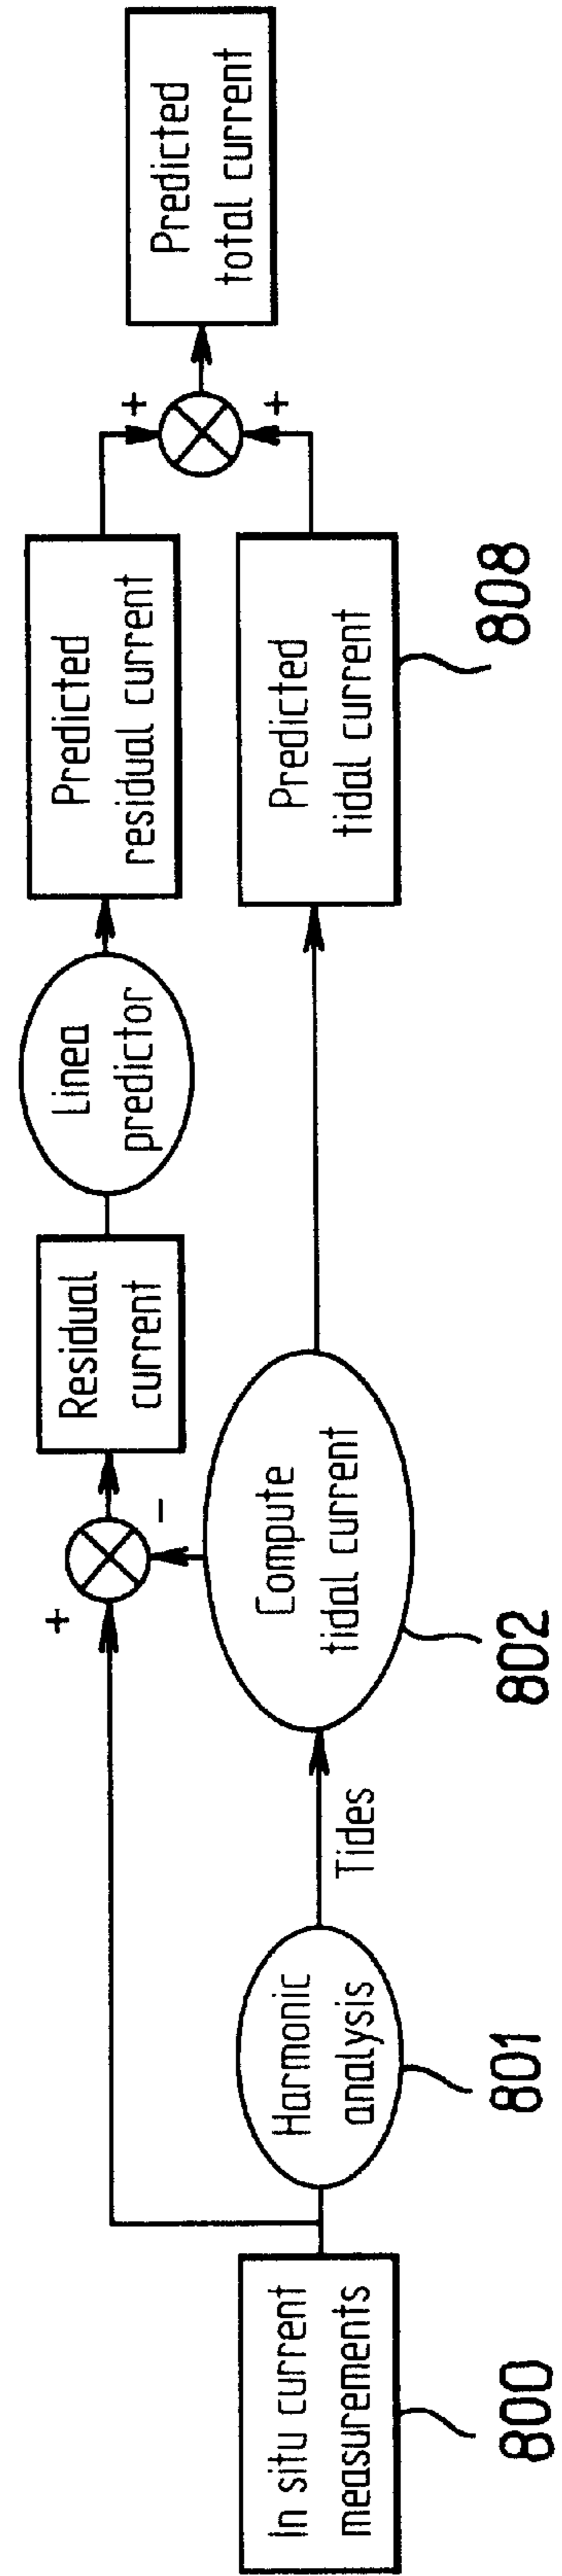 In situ current
measurements
800
Harmonic
analysis
801
Tides
Compute
tidal current
802
+
−
Residual
current
Linea
predictor
Predicted
residual current
Predicted
tidal current
808
+
+
Predicted
total current